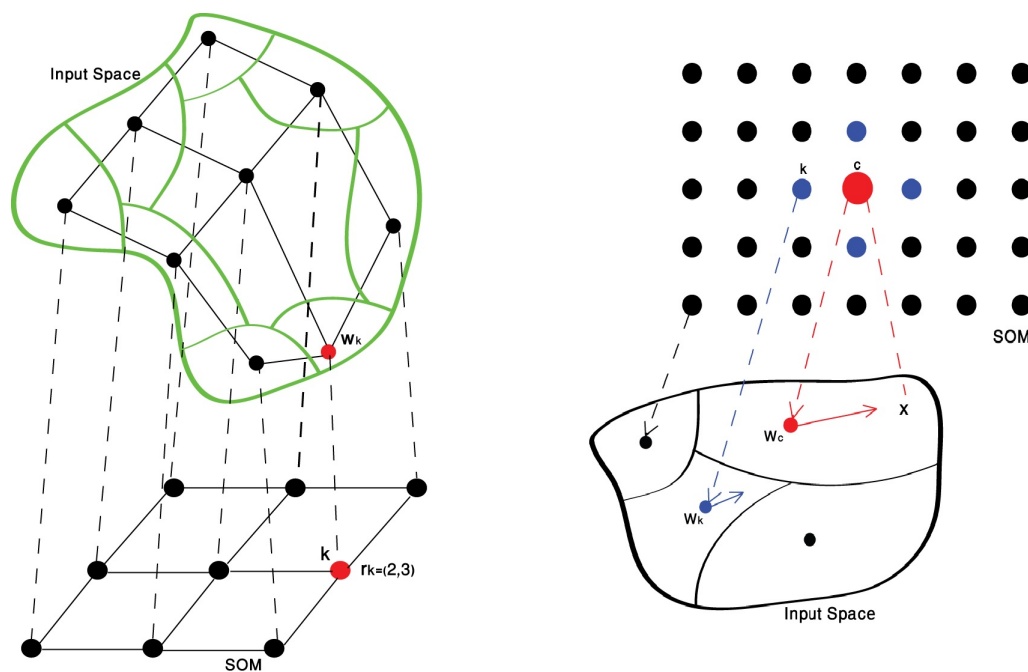 Input Space
wk
k
rk=(2,3)
SOM
k
c
SOM
x
wc
wk
Input Space